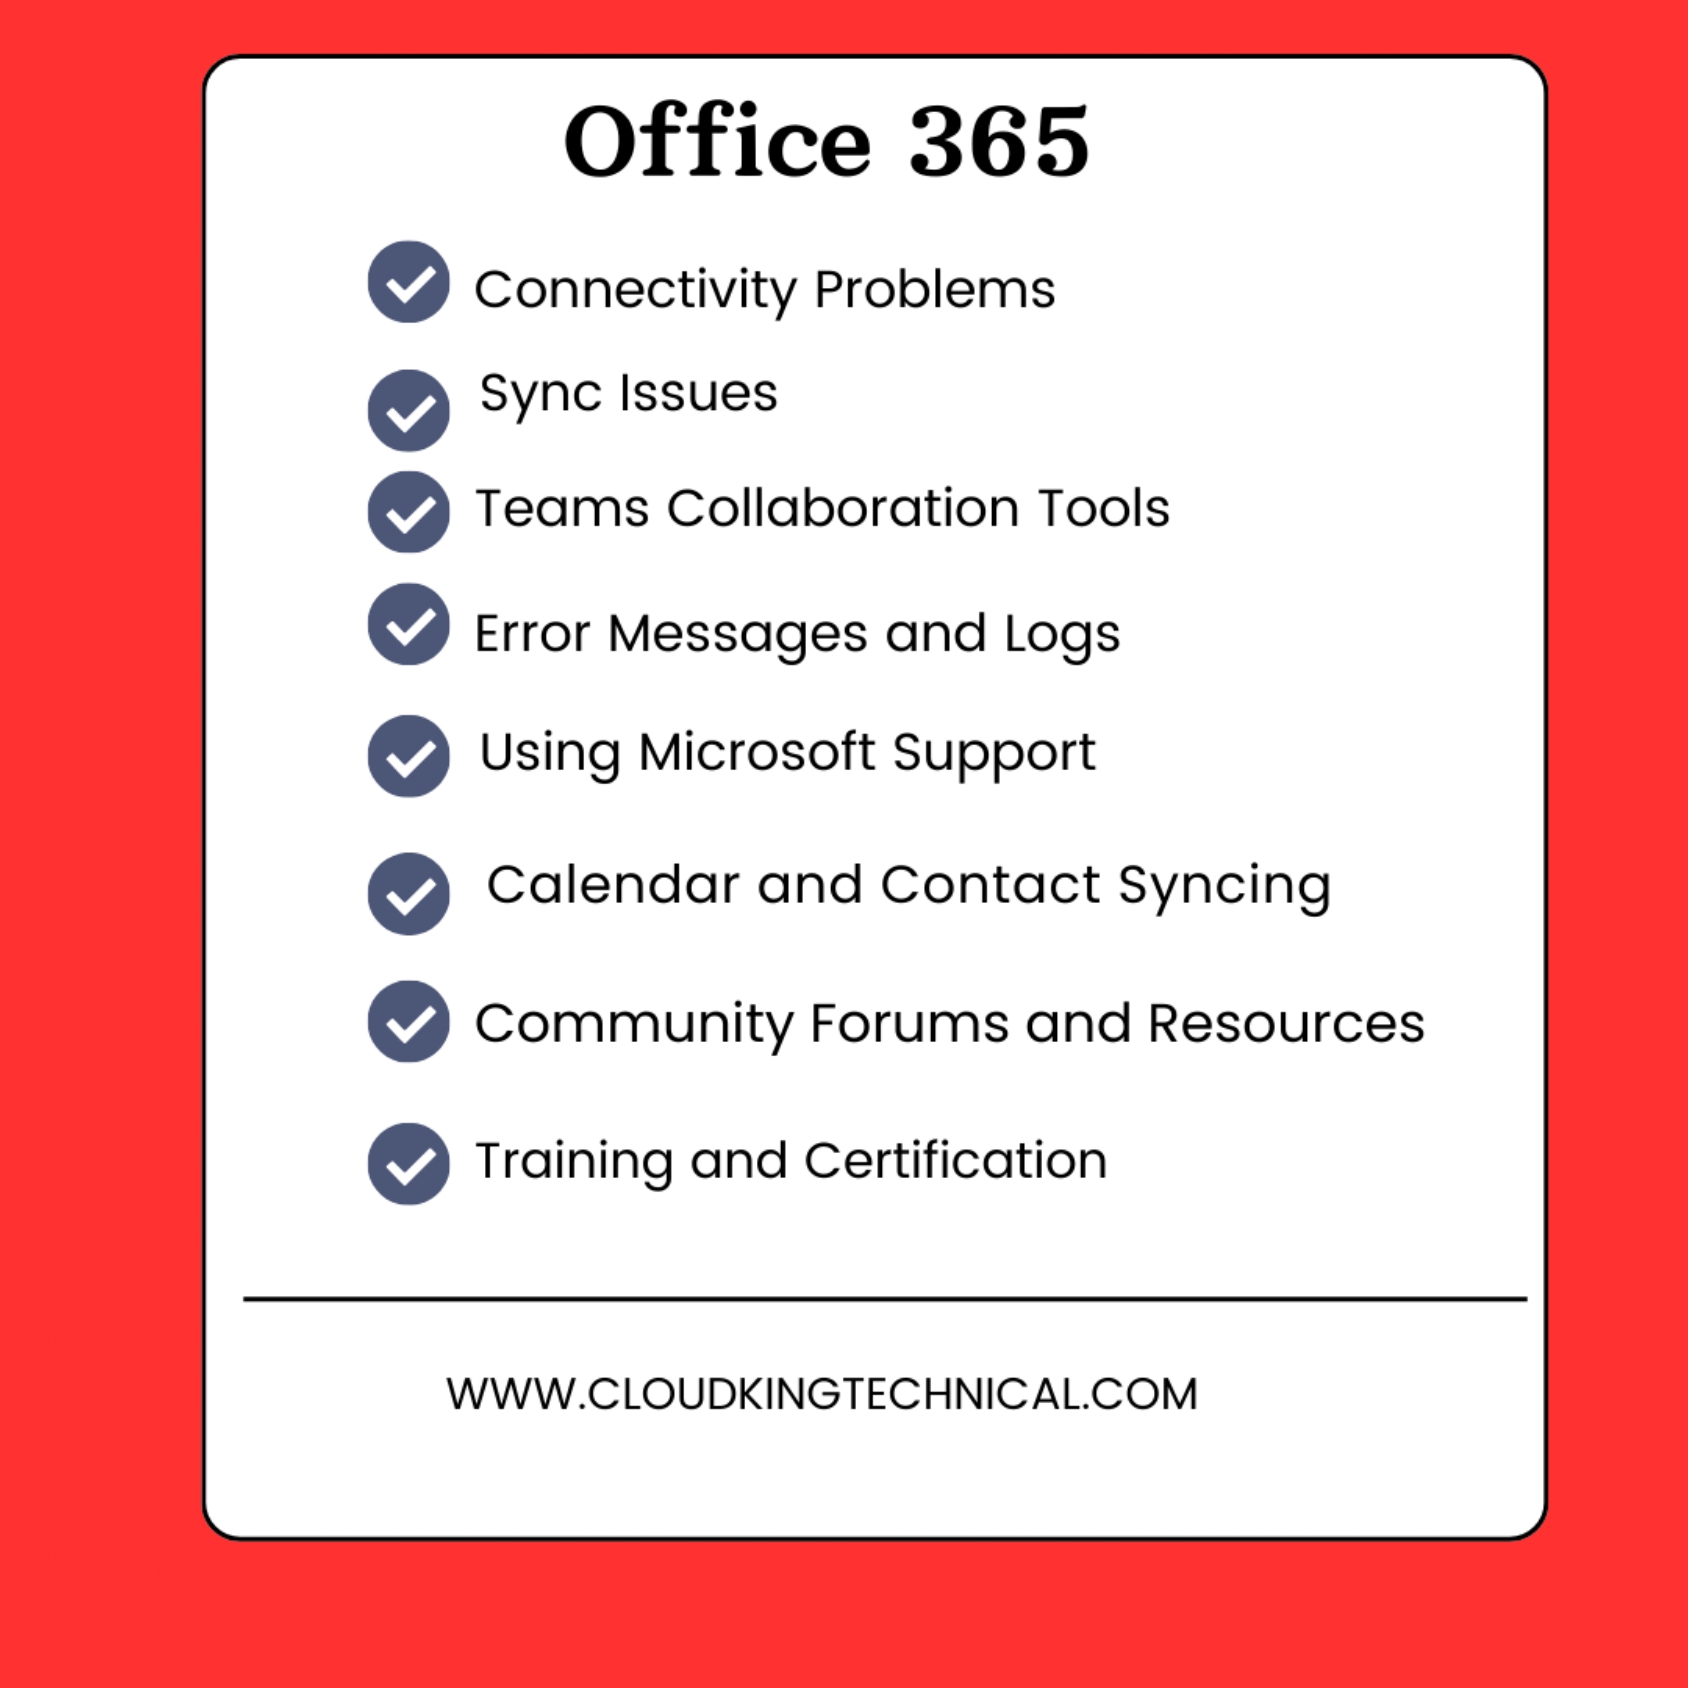 Office 365
Connectivity Problems
Sync Issues
Teams Collaboration Tools
Error Messages and Logs
Using Microsoft Support
Calendar and Contact Syncing
Community Forums and Resources
Training and Certification
WWW.CLOUDKINGTECHNICAL.COM